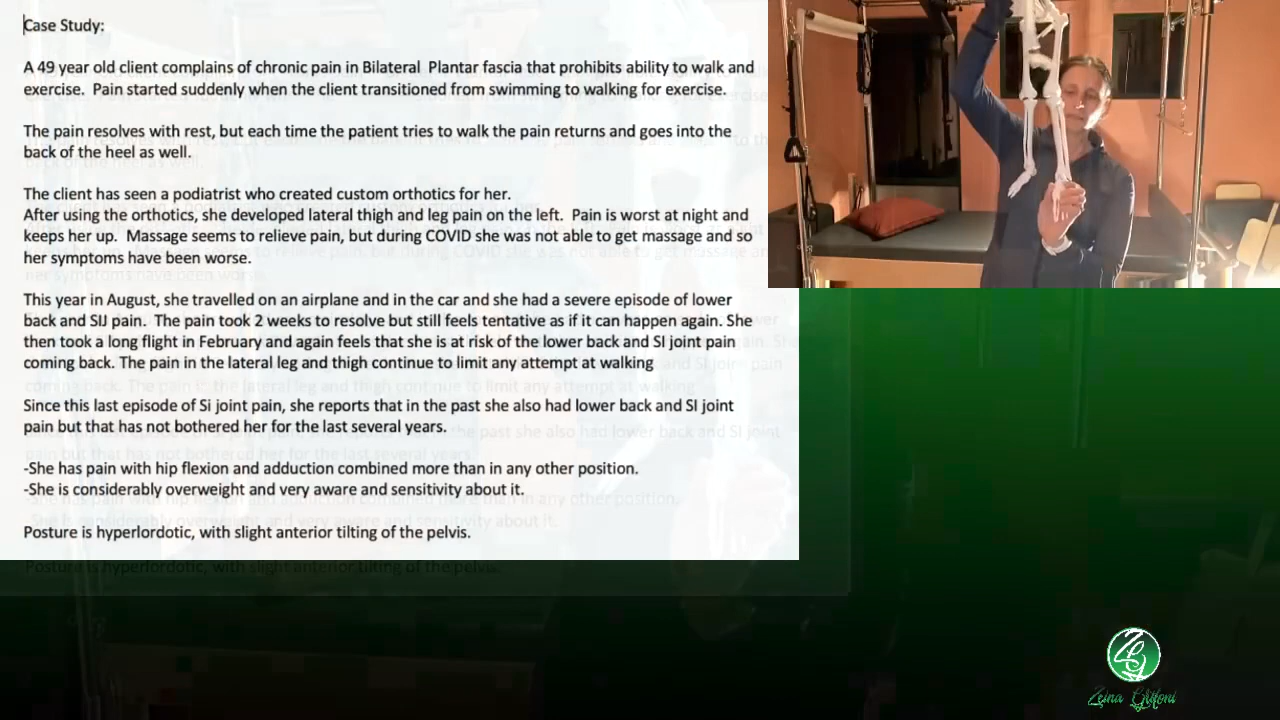 Case Study:
A 49 year old client complains of chronic pain in Bilateral Plantar fascia that prohibits ability to walk and
exercise. Pain started suddenly when the client transitioned from swimming to walking for exercise.
The pain resolves with rest, but each time the patient tries to walk the pain returns and goes into the
back of the heel as well.
The client has seen a podiatrist who created custom orthotics for her.
After using the orthotics, she developed lateral thigh and leg pain on the left. Pain is worst at night and
keeps her up. Massage seems to relieve pain, but during COVID she was not able to get massage and so
her symptoms have been worse.
This year in August, she travelled on an airplane and in the car and she had a severe episode of lower
back and SIJ pain. The pain took 2 weeks to resolve but still feels tentative as if it can happen again. She
then took a long flight in February and again feels that she is at risk of the lower back and SI joint pain
coming back. The pain in the lateral leg and thigh continue to limit any attempt at walking
Since this last episode of Si joint pain, she reports that in the past she also had lower back and SI joint
pain but that has not bothered her for the last several years.
-She has pain with hip flexion and adduction combined more than in any other position.
-She is considerably overweight and very aware and sensitivity about it.
Posture is hyperlordotic, with slight anterior tilting of the pelvis.